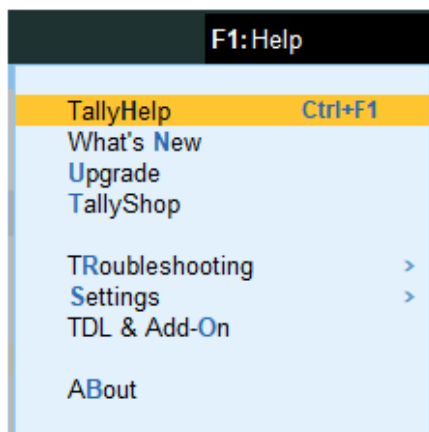 F1: Help
TallyHelp Ctrl+F1
What's New
Upgrade
TallyShop
TRoubleshooting >
Settings >
TDL & Add-On
ABout